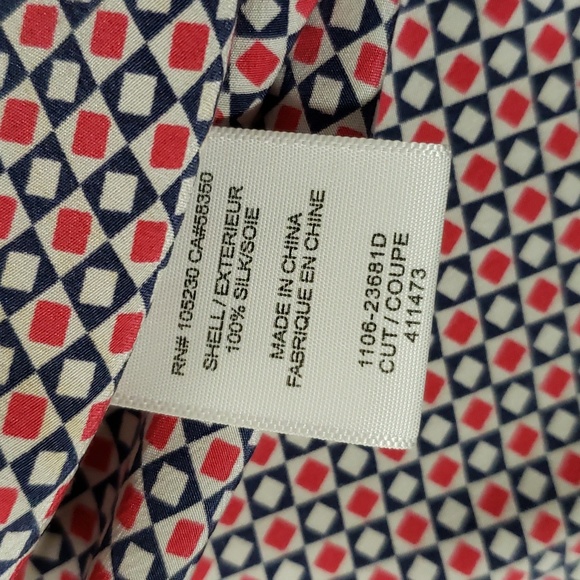 RN# 105230 CA#58350
SHELL / EXTERIEUR
100% SILK/SOIE
MADE IN CHINA
FABRIQUE EN CHINE
1106-23681D
CUT / COUPE
411473